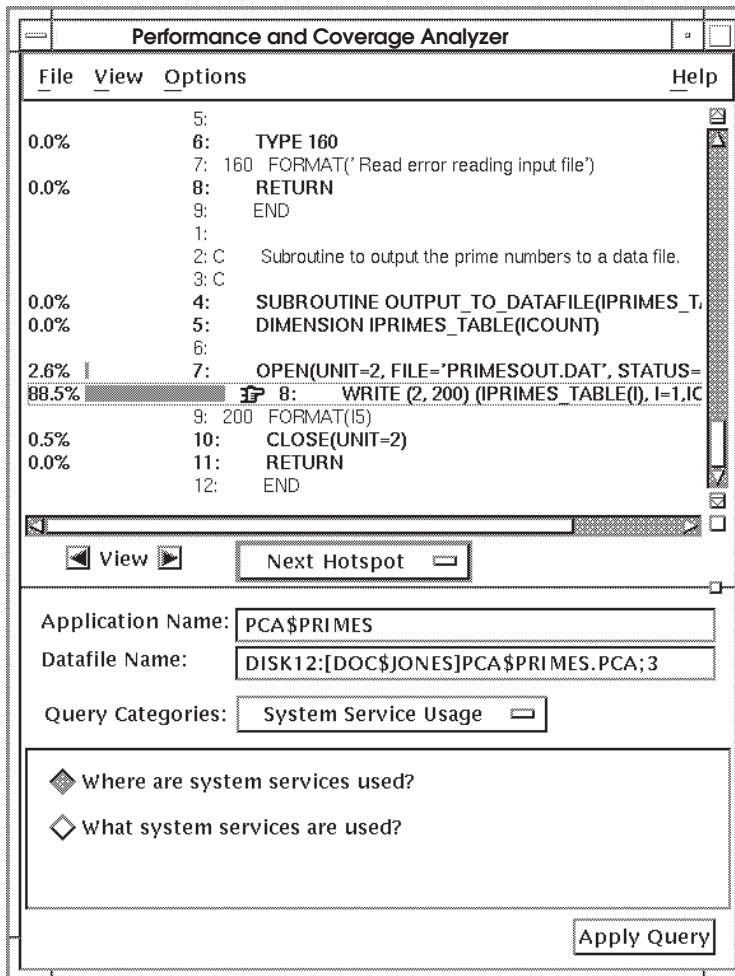 Performance and Coverage Analyzer
File View Options Help
5:
0.0% 6: TYPE 160
7: 160 FORMAT(' Read error reading input file')
0.0% 8: RETURN
9: END
1:
2: C Subroutine to output the prime numbers to a data file.
3: C
0.0% 4: SUBROUTINE OUTPUT_TO_DATAFILE(IPRIMES_T
0.0% 5: DIMENSION IPRIMES_TABLE(ICOUNT)
6:
2.6% 7: OPEN(UNIT=2, FILE='PRIMESOUT.DAT', STATUS=
88.5% 8: WRITE (2, 200) (IPRIMES_TABLE(I), I=1,IC
9: 200 FORMAT(I5)
0.5% 10: CLOSE(UNIT=2)
0.0% 11: RETURN
12: END
View Next Hotspot
Application Name: PCA$PRIMES
Datafile Name: DISK12:[DOC$JONES]PCA$PRIMES.PCA;3
Query Categories: System Service Usage
Where are system services used?
What system services are used?
Apply Query